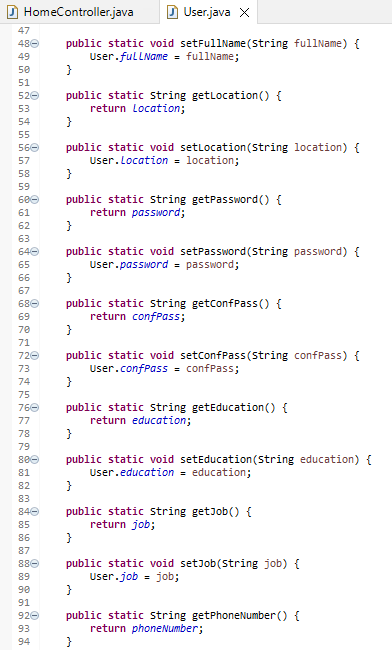 HomeController.java User.java
47
48 public static void setFullName(String fullName) {
49 User.fullName = fullName;
50 }
51
52 public static String getLocation() {
53 return location;
54 }
55
56 public static void setLocation(String location) {
57 User.location = location;
58 }
59
60 public static String getPassword() {
61 return password;
62 }
63
64 public static void setPassword(String password) {
65 User.password = password;
66 }
67
68 public static String getConfPass() {
69 return confPass;
70 }
71
72 public static void setConfPass(String confPass) {
73 User.confPass = confPass;
74 }
75
76 public static String getEducation() {
77 return education;
78 }
79
80 public static void setEducation(String education) {
81 User.education = education;
82 }
83
84 public static String getJob() {
85 return job;
86 }
87
88 public static void setJob(String job) {
89 User.job = job;
90 }
91
92 public static String getPhoneNumber() {
93 return phoneNumber;
94 }